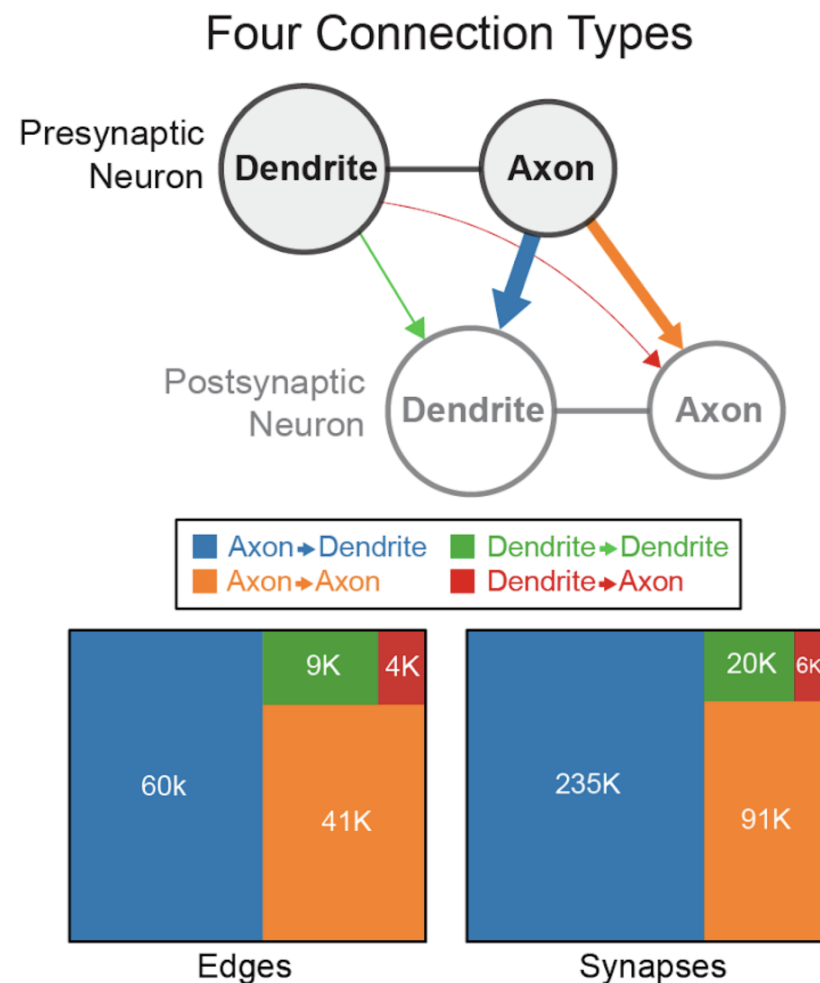 Four Connection Types
Presynaptic
Neuron
Dendrite
Axon
Postsynaptic
Neuron
Dendrite
Axon
Axon→Dendrite
Dendrite→Dendrite
Axon→Axon
Dendrite→Axon
9K
4K
60k
41K
20K
6K
235K
91K
Edges
Synapses